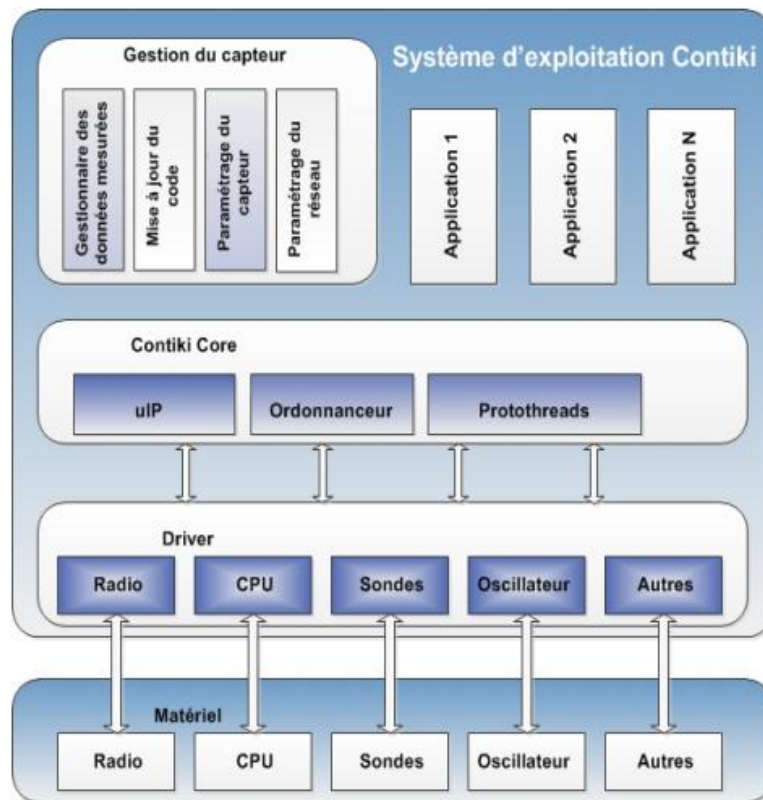 Gestion du capteur
Système d'exploitation Contiki
Gestionnaire des
données mesurées
Mise à jour du
code
Paramétrage du
capteur
Paramétrage du
réseau
Application 1
Application 2
Application N
Contiki Core
uIP
Ordonnanceur
Protothreads
Driver
Radio
CPU
Sondes
Oscillateur
Autres
Matériel
Radio
CPU
Sondes
Oscillateur
Autres